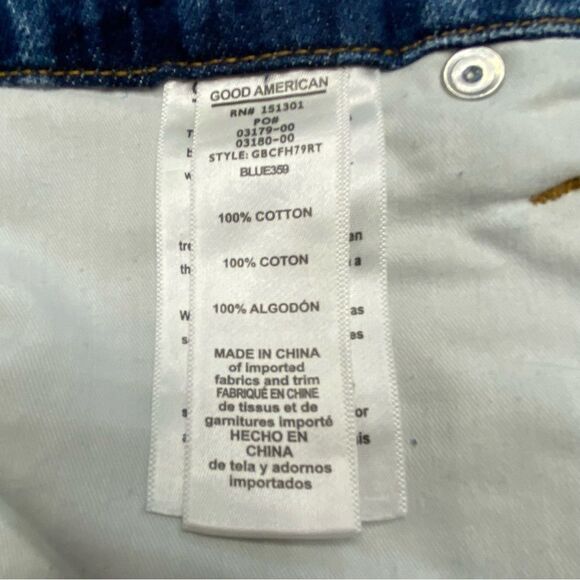 GOOD AMERICAN
RN# 151301
PO#
03179-00
03180-00
STYLE: GBCFH79RT
BLUE359
100% COTTON
100% COTON
100% ALGODÓN
MADE IN CHINA
of imported
fabrics and trim
FABRIQUÉ EN CHINE
de tissus et de
garnitures importé
HECHO EN
CHINA
de tela y adornos
importados